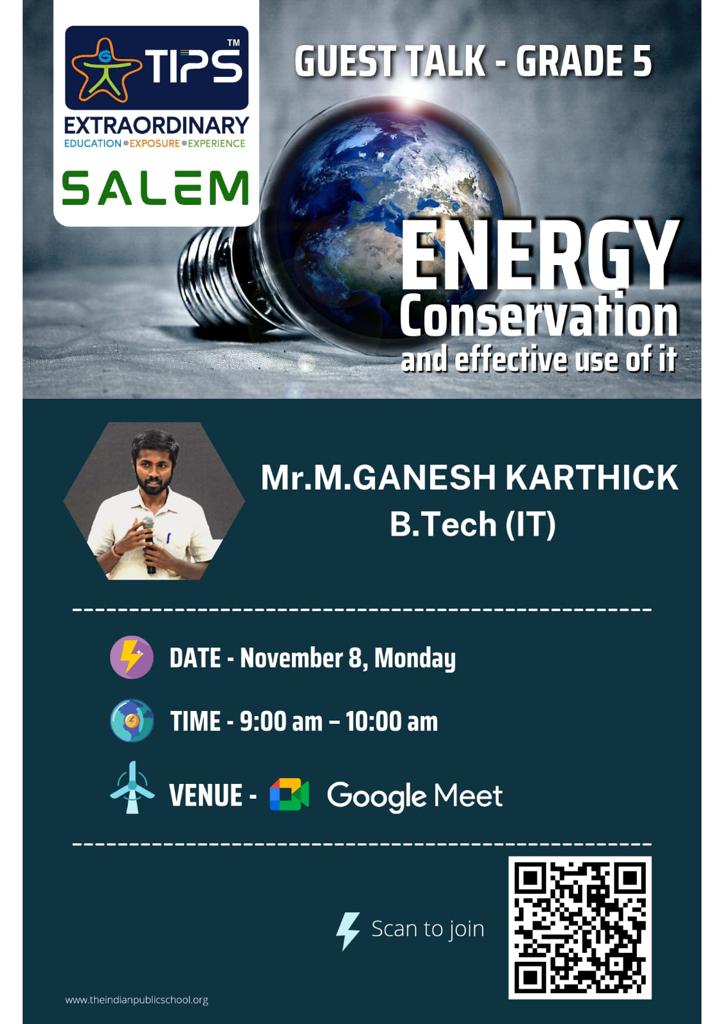 TIPS TM
EXTRAORDINARY
EDUCATION • EXPOSURE • EXPERIENCE
SALEM
GUEST TALK - GRADE 5
ENERGY
Conservation
and effective use of it
Mr.M.GANESH KARTHICK
B.Tech (IT)
DATE - November 8, Monday
TIME - 9:00 am – 10:00 am
VENUE - Google Meet
Scan to join
www.theindianpublicschool.org